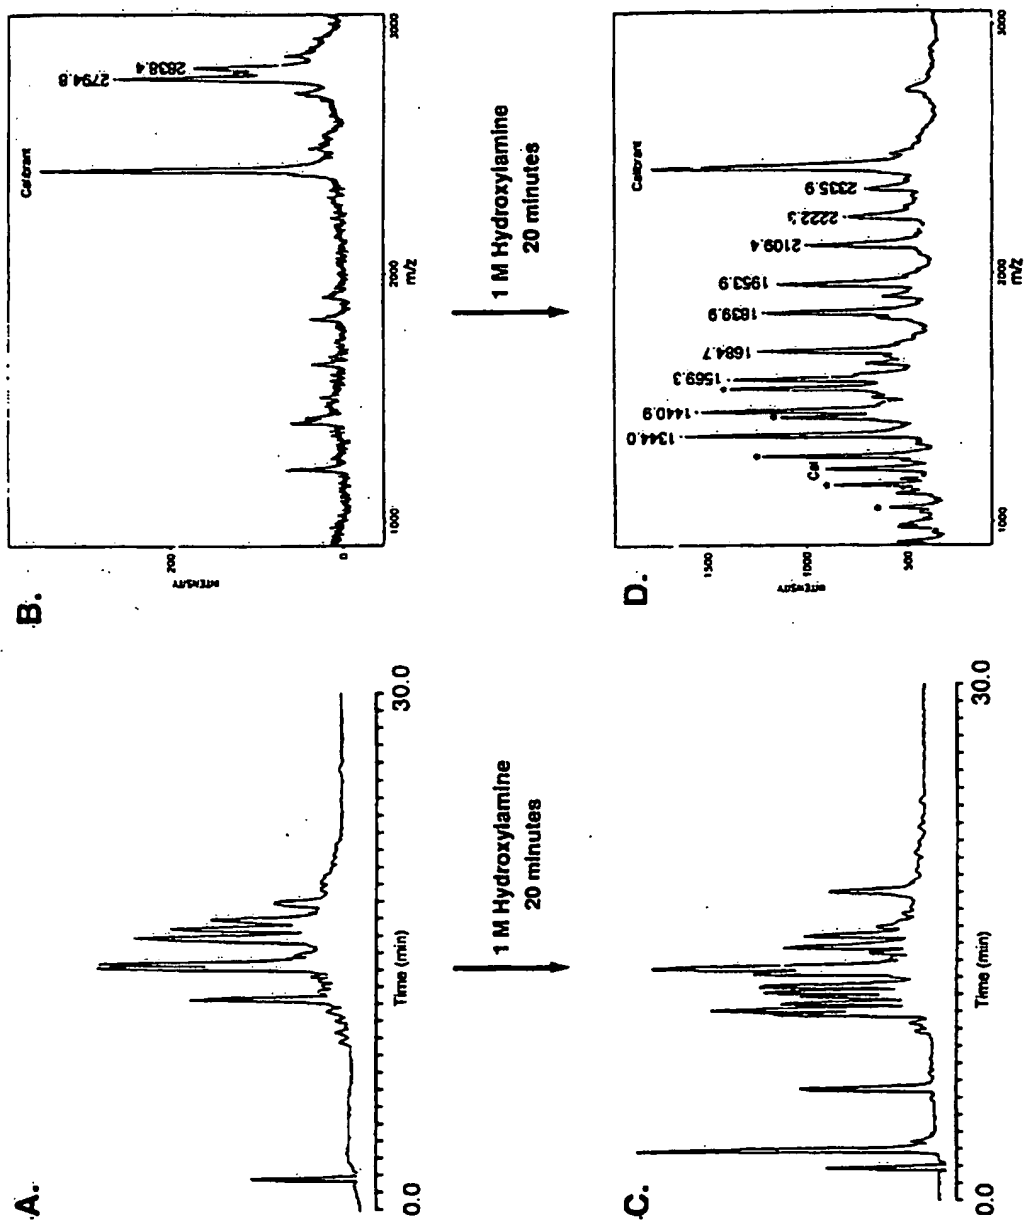 A.
0.0
30.0
Time (min)
1 M Hydroxylamine
20 minutes
B.
INTENSITY
200
0
Calibrant
2794.8
2838.4
1000
2000
3000
m/z
1 M Hydroxylamine
20 minutes
C.
0.0
30.0
Time (min)
D.
INTENSITY
1500
1000
500
*
*
Cal
*
1344.0
*
1440.9
*
1569.3
1684.7
1839.9
1953.9
2109.4
2222.3
2335.9
Calibrant
1000
2000
3000
m/z